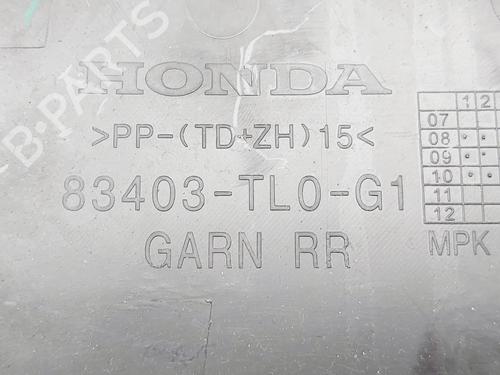 B-PARTS
HONDA
>PP-(TD+ZH)15<
83403-TL0-G1
GARN RR
1 2
07
08
09
10
11
12
MPK